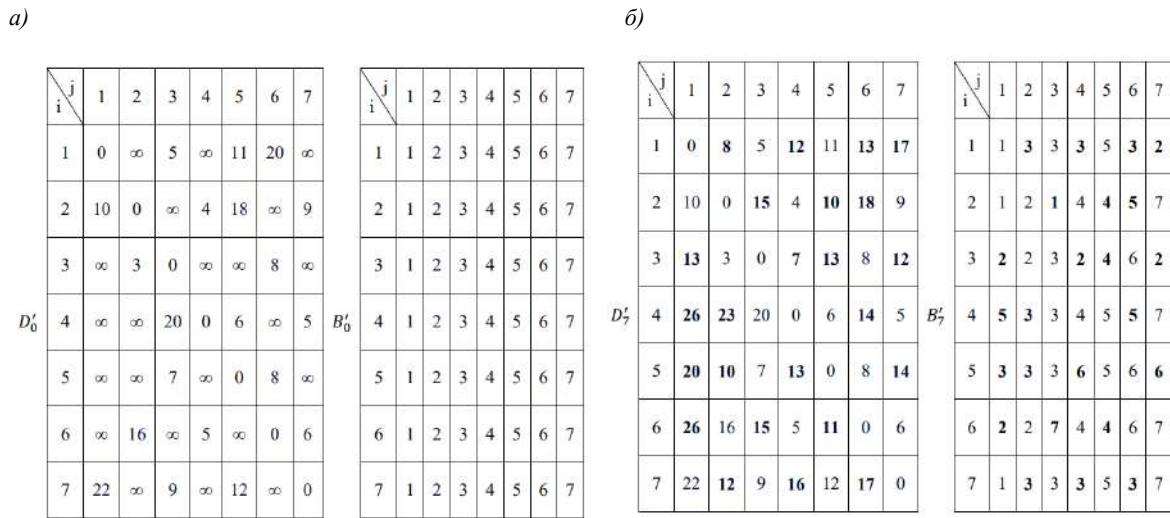 а) б)
j i 1 2 3 4 5 6 7 j i 1 2 3 4 5 6 7 j i 1 2 3 4 5 6 7 j i 1 2 3 4 5 6 7
1 0 ∞ 5 ∞ 11 20 ∞ 1 1 2 3 4 5 6 7 1 0 8 5 12 11 13 17 1 1 3 3 3 5 3 2
2 10 0 ∞ 4 18 ∞ 9 2 1 2 3 4 5 6 7 2 10 0 15 4 10 18 9 2 1 2 1 4 4 5 7
3 ∞ 3 0 ∞ ∞ 8 ∞ 3 1 2 3 4 5 6 7 3 13 3 0 7 13 8 12 3 2 2 3 2 4 6 2
D′₀ 4 ∞ ∞ 20 0 6 ∞ 5 B′₀ 4 1 2 3 4 5 6 7 D′₇ 4 26 23 20 0 6 14 5 B′₇ 4 5 3 3 4 5 5 7
5 ∞ ∞ 7 ∞ 0 8 ∞ 5 1 2 3 4 5 6 7 5 20 10 7 13 0 8 14 5 3 3 3 6 5 6 6
6 ∞ 16 ∞ 5 ∞ 0 6 6 1 2 3 4 5 6 7 6 26 16 15 5 11 0 6 6 2 2 7 4 4 6 7
7 22 ∞ 9 ∞ 12 ∞ 0 7 1 2 3 4 5 6 7 7 22 12 9 16 12 17 0 7 1 3 3 3 5 3 7